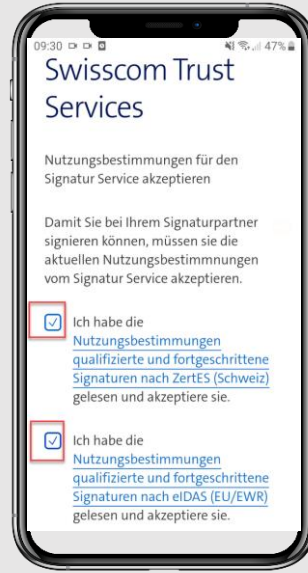 09:30 47%
Swisscom Trust
Services
Nutzungsbestimmungen für den
Signatur Service akzeptieren
Damit Sie bei Ihrem Signaturpartner
signieren können, müssen sie die
aktuellen Nutzungsbestimmnungen
vom Signatur Service akzeptieren.
Ich habe die
Nutzungsbestimmungen
qualifizierte und fortgeschrittene
Signaturen nach ZertES (Schweiz)
gelesen und akzeptiere sie.
Ich habe die
Nutzungsbestimmungen
qualifizierte und fortgeschrittene
Signaturen nach eIDAS (EU/EWR)
gelesen und akzeptiere sie.